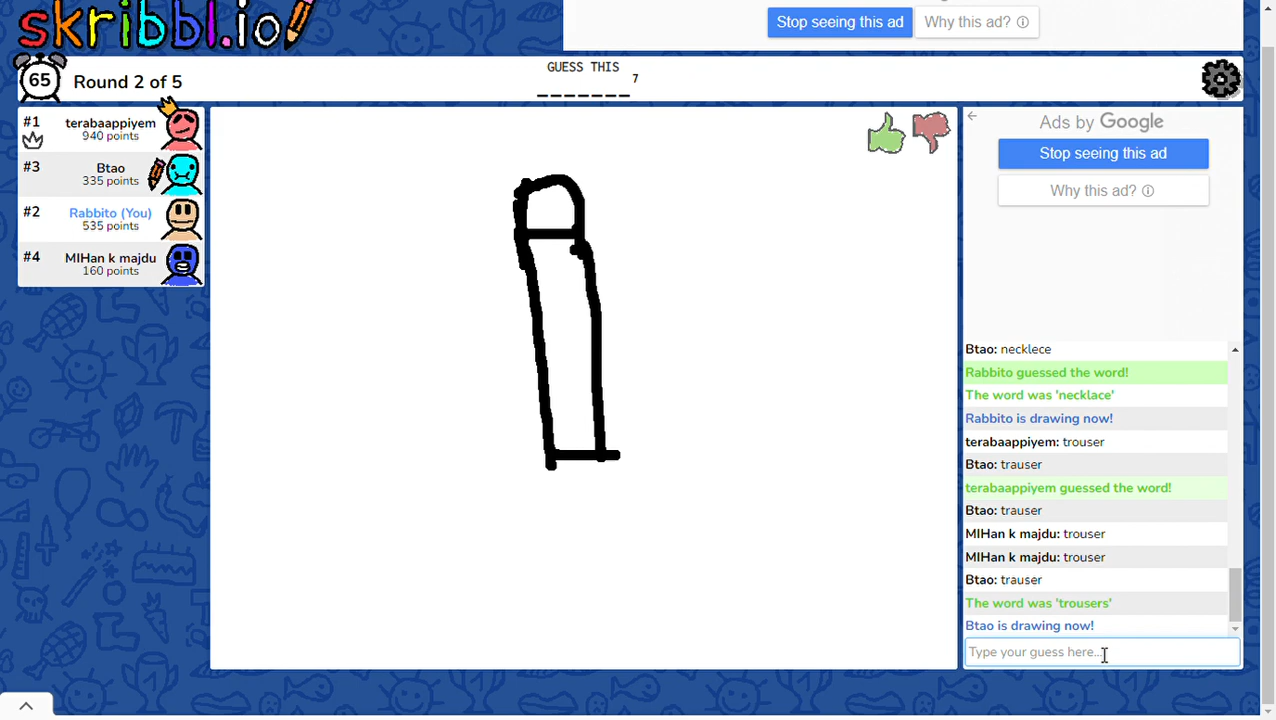 skribbl.io
Stop seeing this ad
Why this ad?
65
Round 2 of 5
GUESS THIS
_______ 7
#1
terabaappiyem
940 points
#3
Btao
335 points
#2
Rabbito (You)
535 points
#4
MIHan k majdu
160 points
Ads by Google
Stop seeing this ad
Why this ad?
Btao: necklece
Rabbito guessed the word!
The word was 'necklace'
Rabbito is drawing now!
terabaappiyem: trouser
Btao: trauser
terabaappiyem guessed the word!
Btao: trauser
MIHan k majdu: trouser
MIHan k majdu: trouser
Btao: trauser
The word was 'trousers'
Btao is drawing now!
Type your guess here...